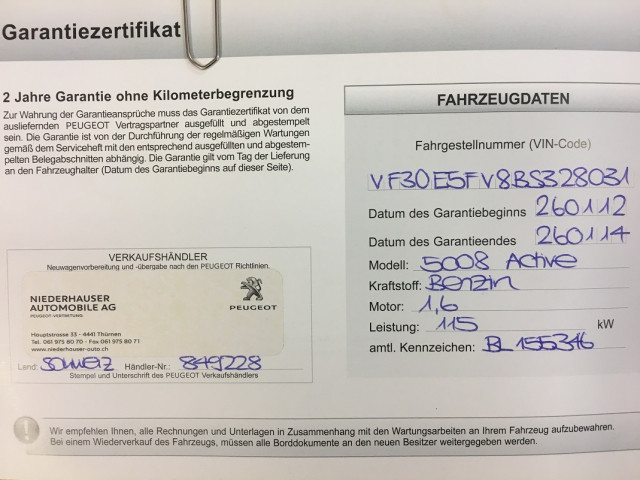 Garantiezertifikat
2 Jahre Garantie ohne Kilometerbegrenzung
Zur Wahrung der Garantieansprüche muss das Garantiezertifikat von dem
ausliefernden PEUGEOT Vertragspartner ausgefüllt und abgestempelt
sein. Die Garantie ist von der Durchführung der regelmäßigen Wartungen
gemäß dem Serviceheft mit den entsprechend ausgefüllten und abgestem-
pelten Belegabschnitten abhängig. Die Garantie gilt vom Tag der Lieferung
an den Fahrzeughalter (Datum des Garantiebeginns auf dieser Seite).
VERKAUFSHÄNDLER
Neuwagenvorbereitung und -übergabe nach den PEUGEOT Richtlinien.
NIEDERHAUSER
AUTOMOBILE AG
PEUGEOT-VERTRETUNG
PEUGEOT
Hauptstrasse 33 - 4441 Thürnen
Tel. 061 975 80 70 - Fax 061 975 80 71
www.niederhauser-auto.ch
Land: Schweiz Händler-Nr.: 849228
Stempel und Unterschrift des PEUGEOT Verkaufshändlers
FAHRZEUGDATEN
Fahrgestellnummer (VIN-Code)
VF30E5FV8BS328031
Datum des Garantiebeginns 260112
Datum des Garantieendes 260114
Modell: 5008 Active
Kraftstoff: Benzin
Motor: 1,6
Leistung: 115 kW
amtl. Kennzeichen: BL 155346
Wir empfehlen Ihnen, alle Rechnungen und Unterlagen in Zusammenhang mit den Wartungsarbeiten an Ihrem Fahrzeug aufzubewahren.
Bei einem Wiederverkauf des Fahrzeugs, müssen alle Borddokumente an den neuen Besitzer weitergegeben werden.